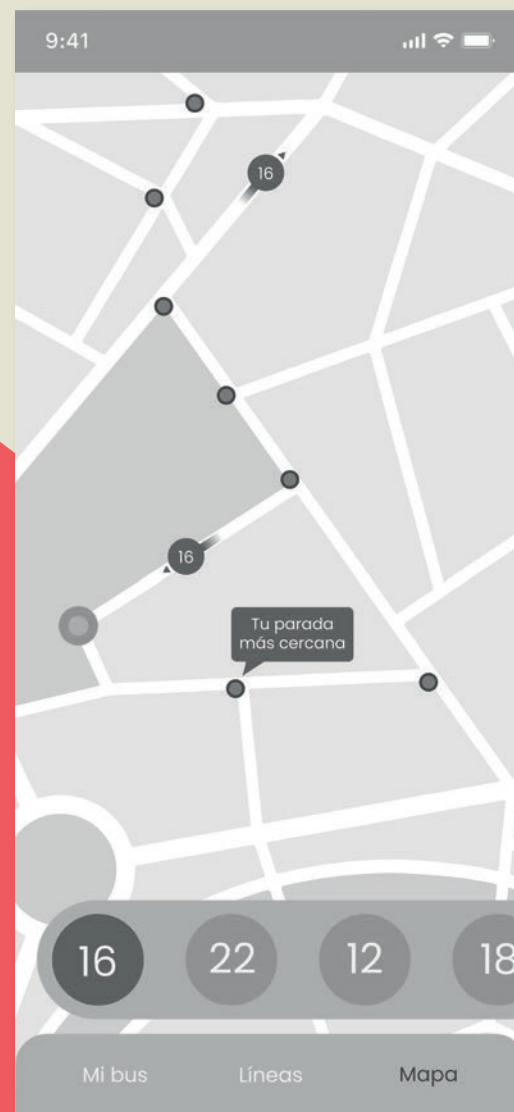 9:41
16
16
Tu parada
más cercana
16 22 12 18
Mi bus Líneas Mapa